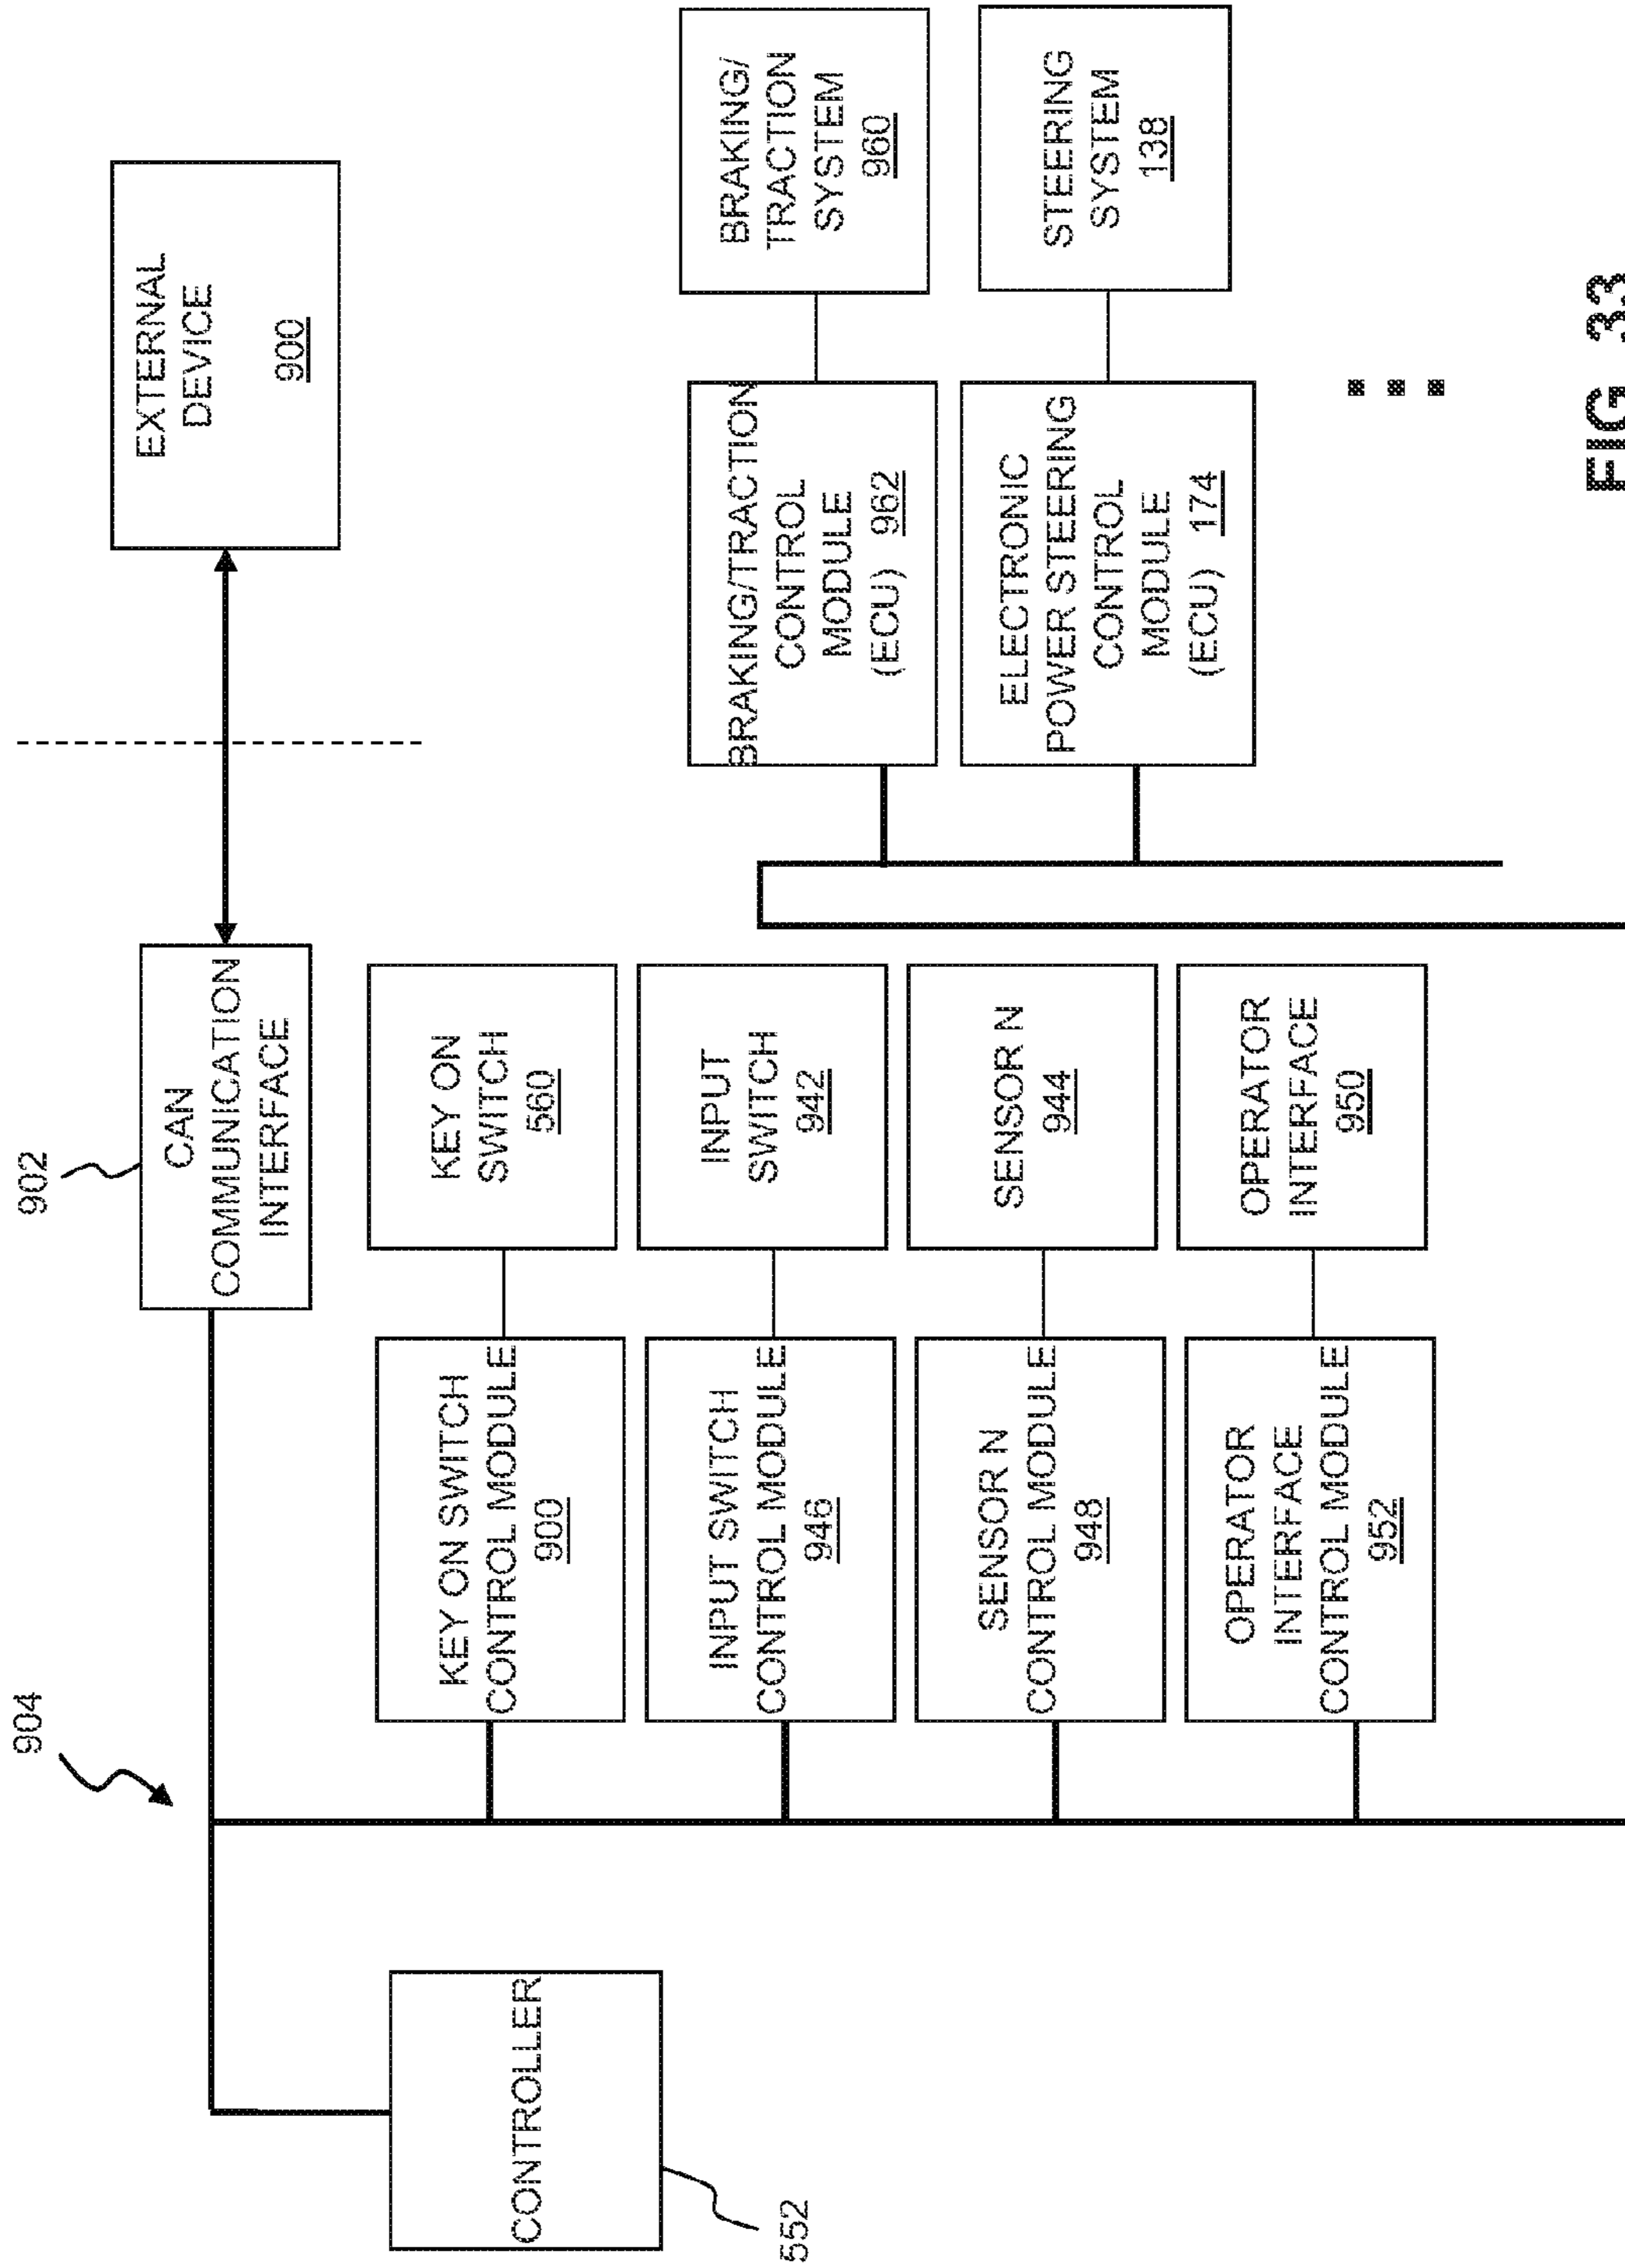 904
902
CAN
COMMUNICATION
INTERFACE
EXTERNAL
DEVICE
900
CONTROLLER
552
KEY ON SWITCH
CONTROL MODULE
900
KEY ON
SWITCH
560
INPUT SWITCH
CONTROL MODULE
946
INPUT
SWITCH
942
SENSOR N
CONTROL MODULE
948
SENSOR N
944
OPERATOR
INTERFACE
CONTROL MODULE
952
OPERATOR
INTERFACE
950
BRAKING/TRACTION
CONTROL
MODULE
(ECU) 962
BRAKING/
TRACTION
SYSTEM
960
ELECTRONIC
POWER STEERING
CONTROL
MODULE
(ECU) 174
STEERING
SYSTEM
138
FIG 33